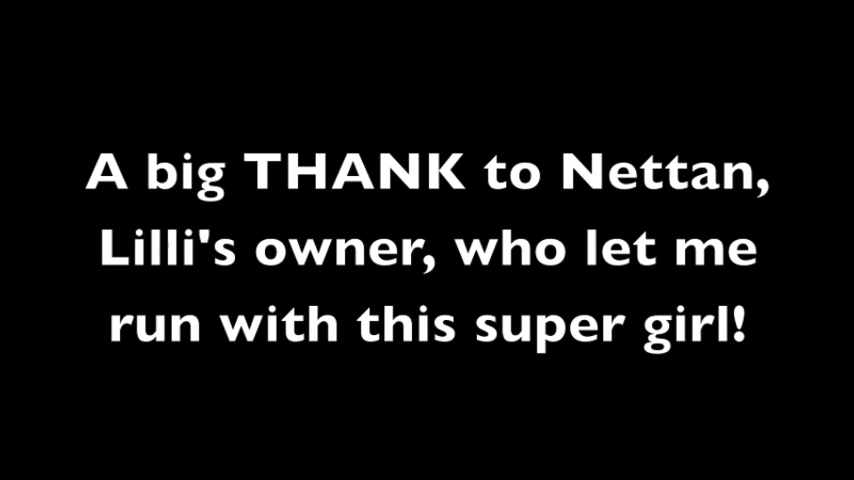 A big THANK to Nettan,
Lilli's owner, who let me
run with this super girl!